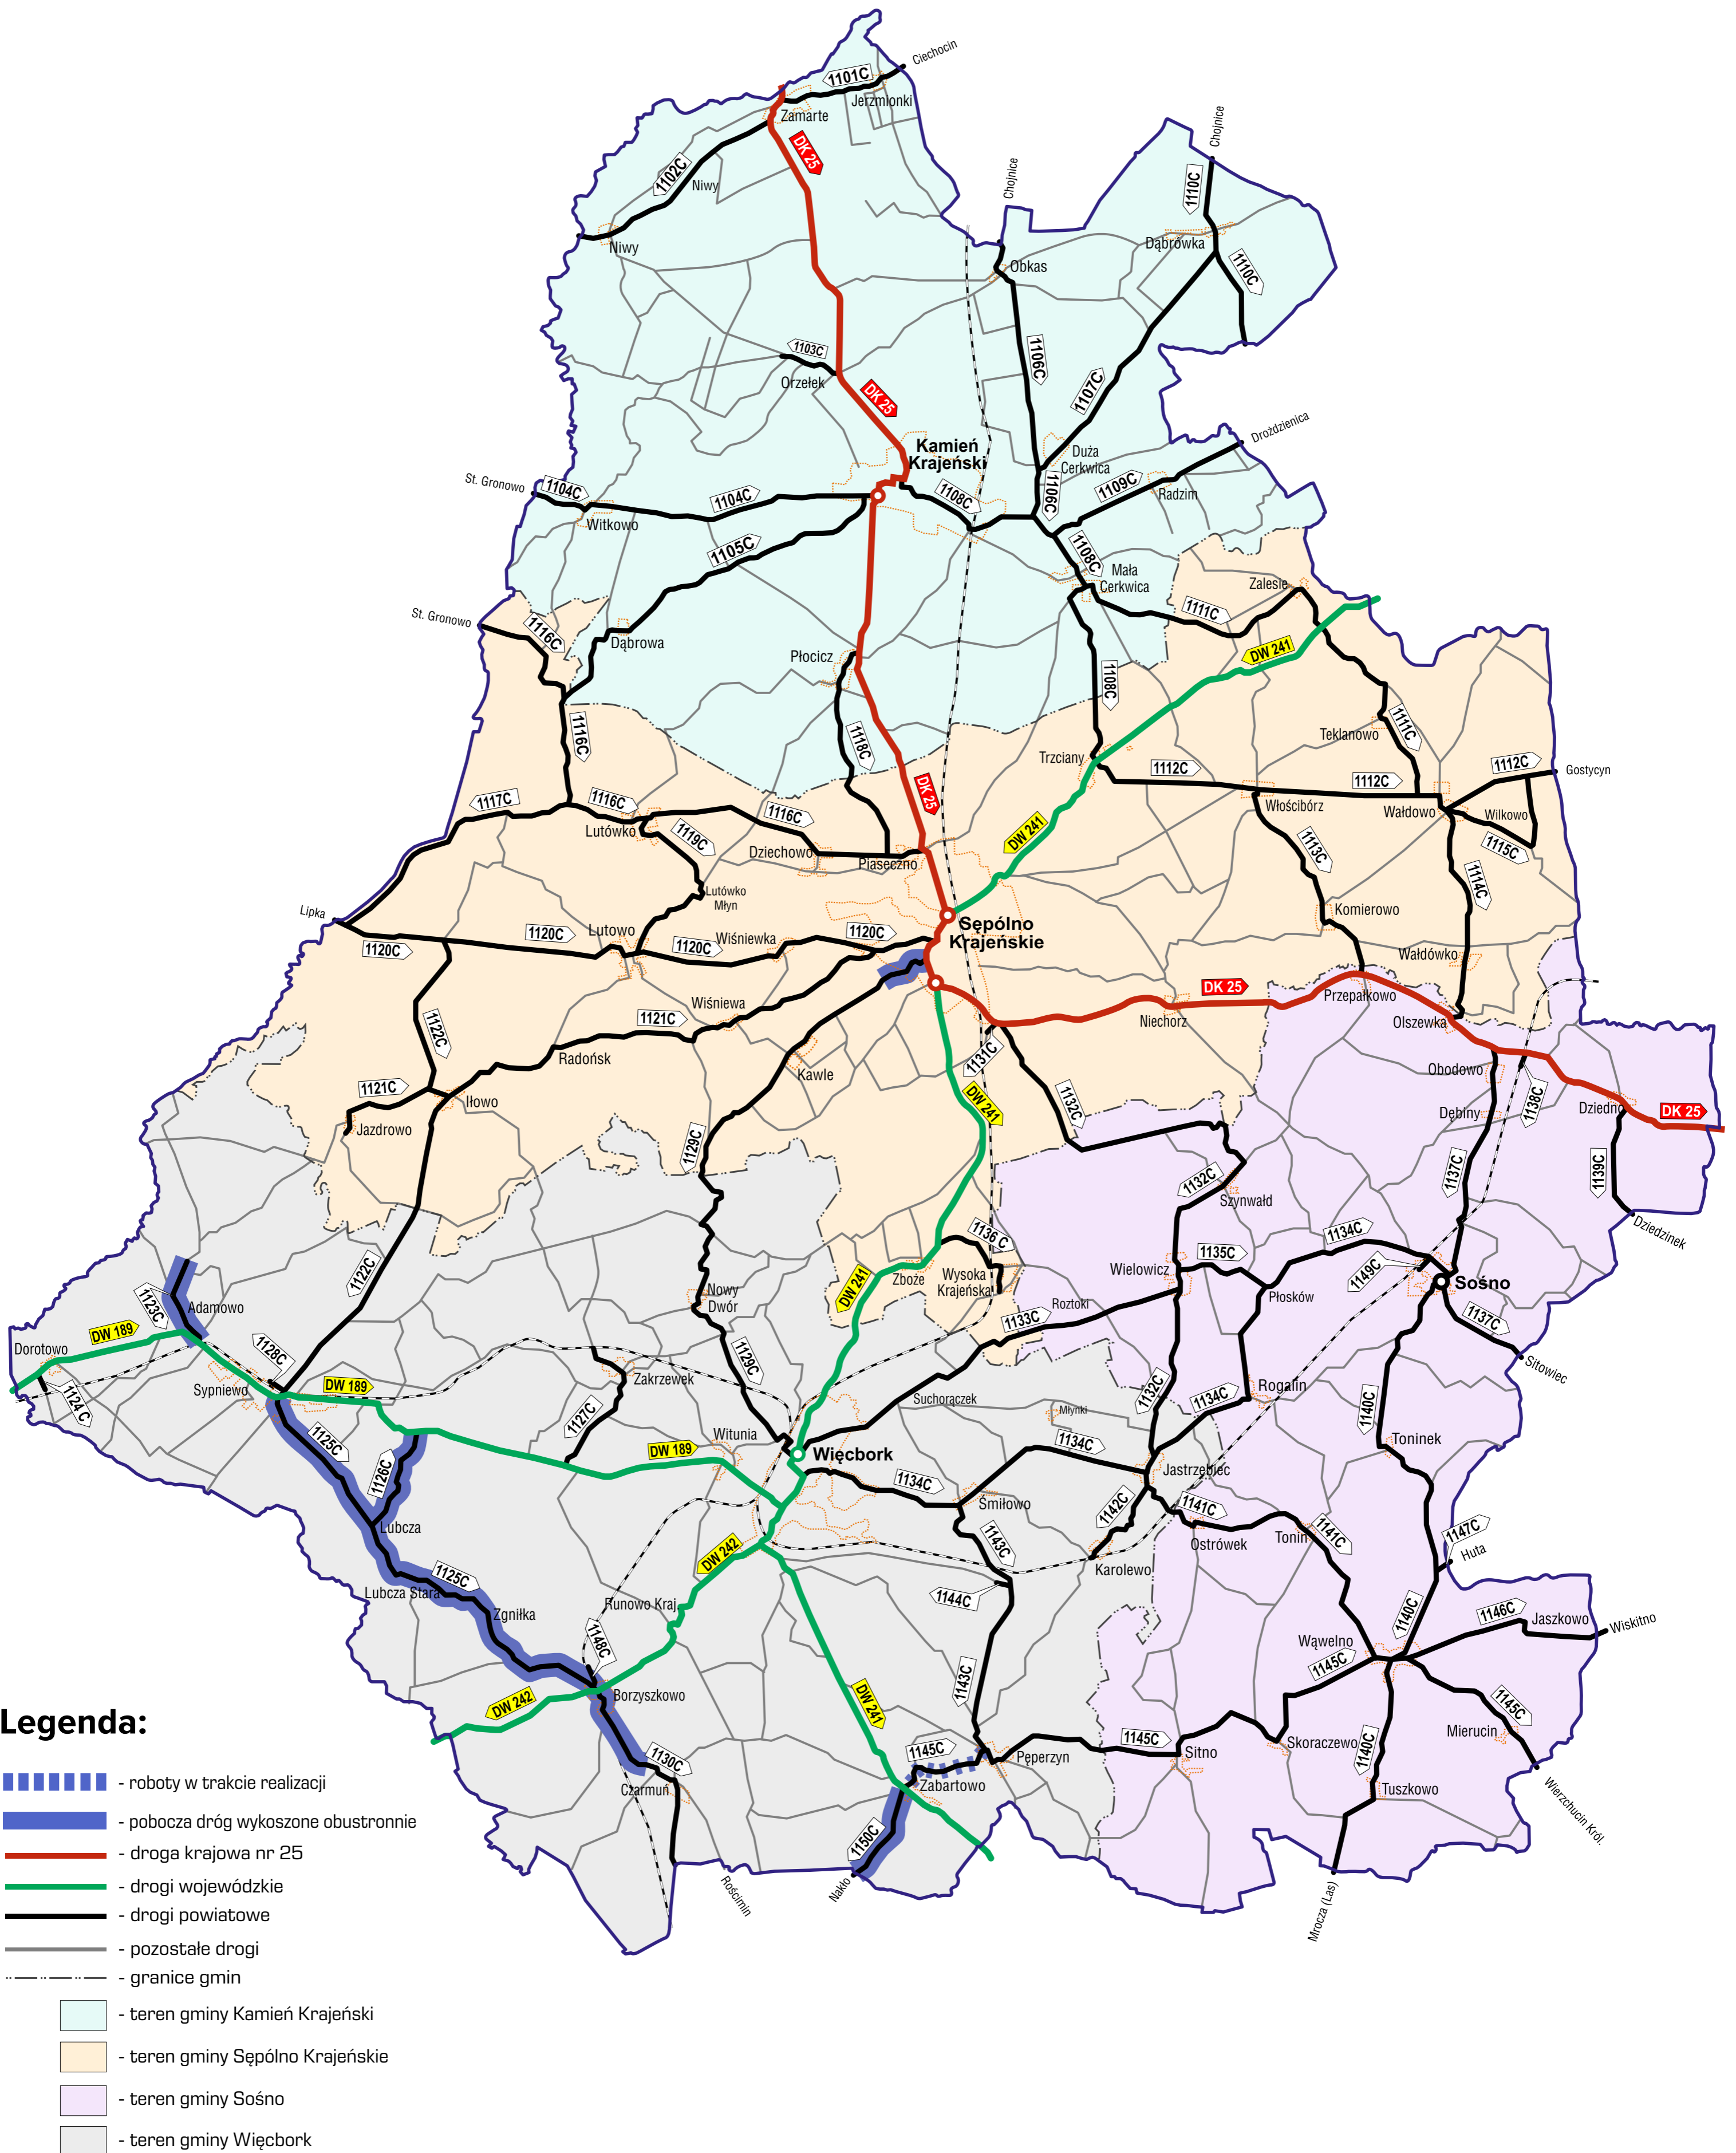 Ciechocin
1101C
Jerzmionki
Zamarte
DK 25
1102C
Niwy
Niwy
Chojnice
Chojnice
1110C
Dąbrówka
1110C
Obkas
1106C
1107C
1103C
Orzełek
DK 25
Kamień
Krajeński
Duża
Cerkwica
Drożdzienica
1109C
Radzim
1106C
1108C
St. Gronowo
1104C
1104C
Witkowo
1105C
1108C
Mała
Cerkwica
Zalesie
1111C
DW 241
St. Gronowo
1116C
Dąbrowa
Płocicz
1108C
1116C
1118C
Teklanowo
1111C
Trzciany
1112C
1112C
1112C
Gostycyn
DK 25
1117C
1116C
Lutówko
1116C
1119C
Dziechowo
Piaseczno
DW 241
Włościbórz
Wałdowo
Wilkowo
1115C
1113C
1114C
Lutówko
Młyn
Lipka
1120C
1120C
Lutowo
1120C
Wiśniewka
1120C
Sępólno
Krajeńskie
Komierowo
Wałdówko
DK 25
Przepałkowo
Niechorz
Olszewka
Wiśniewa
1121C
1122C
Radońsk
1121C
Iłowo
Jazdrowo
Kawle
1131C
DW 241
1132C
Obodowo
1138C
Dębiny
Dziedno
DK 25
1129C
1137C
1139C
1132C
Szynwałd
Dziedzinek
1136 C
1134C
1135C
Wielowicz
1149C
Sośno
Płosków
1137C
Zboże
Wysoka
Krajeńska
Roztoki
1133C
DW 241
1122C
Nowy
Dwór
1123C
Adamowo
DW 189
Dorotowo
1124 C
1128C
Sypniewo
DW 189
1129C
Zakrzewek
1127C
Suchorączek
Młynki
1132C
1134C
Rogalin
Sitowiec
1140C
Toninek
1125C
1126C
DW 189
Witunia
Więcbork
1134C
1134C
Jastrzębiec
Śmiłowo
1142C
1141C
Ostrówek
Tonin
1141C
1147C
Huta
Lubcza
DW 242
1143C
Karolewo
1144C
1125C
Lubcza Stara
Zgniłka
Runowo Kraj.
1148C
1140C
1146C
Jaszkowo
Wiskitno
Wąwelno
1145C
1143C
DW 242
Borzyszkowo
DW 241
1145C
Pęperzyn
1145C
Sitno
Skoraczewo
1140C
1145C
Mierucin
1130C
Czarmuń
Zabartowo
Tuszkowo
Wierzchucin Król.
1150C
Nakło
Rościmin
Mrocza (Las)
Legenda:
- roboty w trakcie realizacji
- pobocza dróg wykoszone obustronnie
- droga krajowa nr 25
- drogi wojewódzkie
- drogi powiatowe
- pozostałe drogi
- granice gmin
- teren gminy Kamień Krajeński
- teren gminy Sępólno Krajeńskie
- teren gminy Sośno
- teren gminy Więcbork